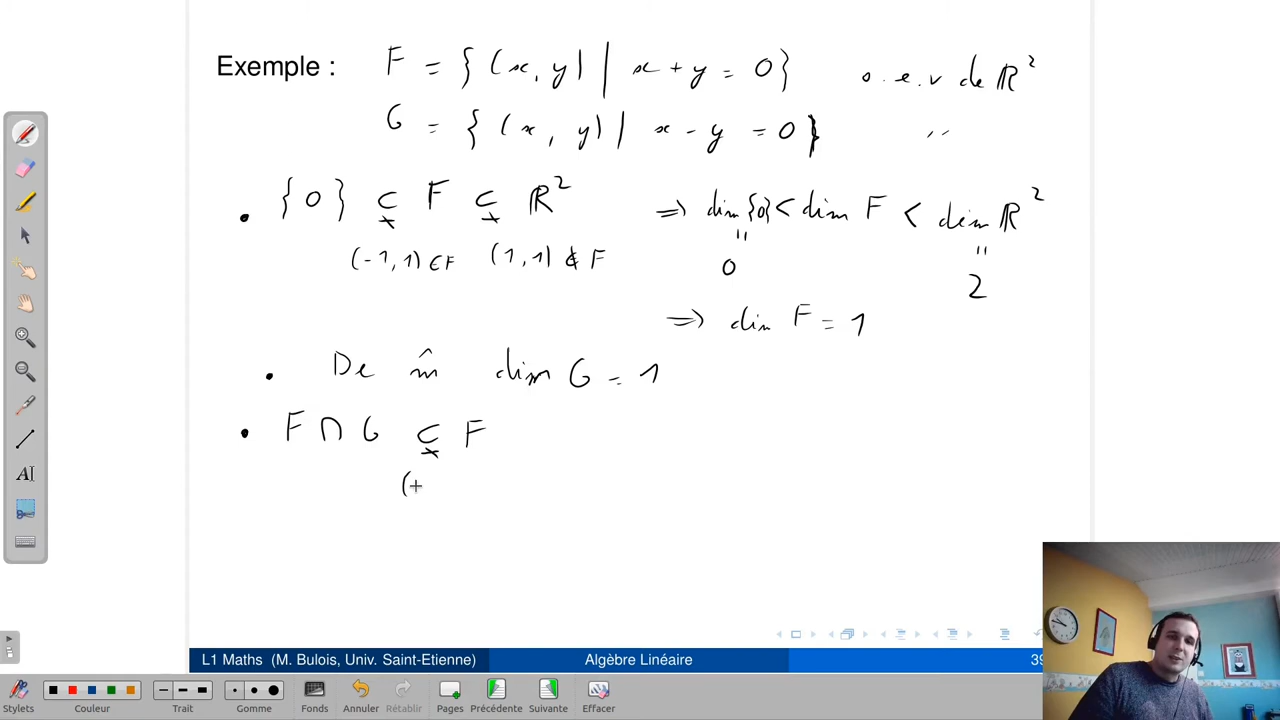 Exemple : F = { (x, y) | x + y = 0 } s.e.v de ℝ²
G = { (x, y) | x - y = 0 } ,,
• {0} ⊊ F ⊊ ℝ² ⇒ dim {0} < dim F < dim ℝ²
(-1,1) ∈ F (1,1) ∉ F " "
0 2
⇒ dim F = 1
• De m̂ dim G = 1
• F ∩ G ⊊ F
(+
L1 Maths (M. Bulois, Univ. Saint-Etienne) Algèbre Linéaire 39
Stylets Couleur Trait Gomme Fonds Annuler Rétablir Pages Précédente Suivante Effacer